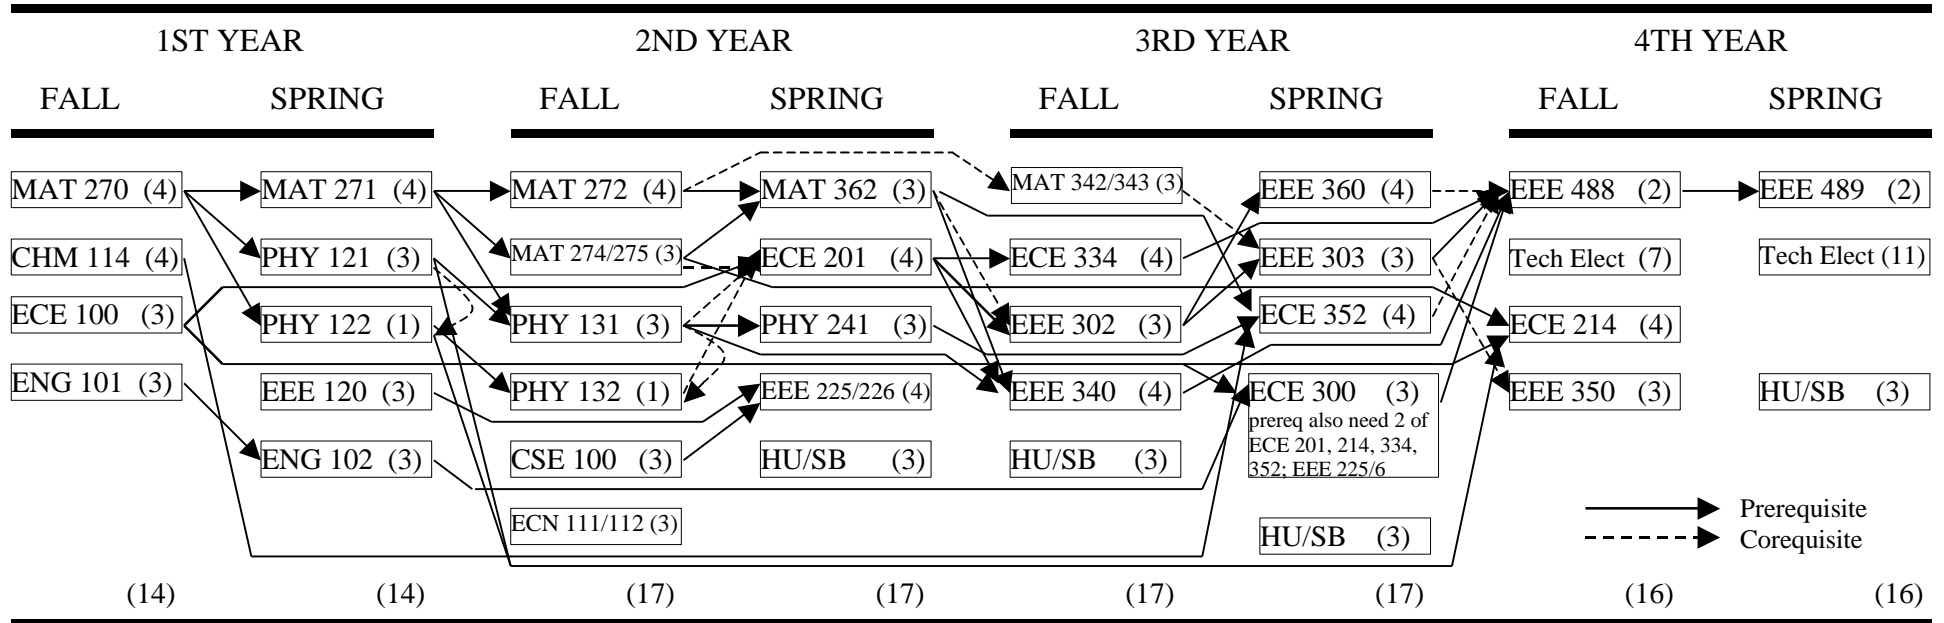 1ST YEAR 2ND YEAR 3RD YEAR 4TH YEAR
FALL SPRING FALL SPRING FALL SPRING FALL SPRING
MAT 270 (4) MAT 271 (4) MAT 272 (4) MAT 362 (3) MAT 342/343 (3) EEE 360 (4) EEE 488 (2) EEE 489 (2)
CHM 114 (4) PHY 121 (3) MAT 274/275 (3) ECE 201 (4) ECE 334 (4) EEE 303 (3) Tech Elect (7) Tech Elect (11)
ECE 100 (3) PHY 122 (1) PHY 131 (3) PHY 241 (3) EEE 302 (3) ECE 352 (4) ECE 214 (4)
ENG 101 (3) EEE 120 (3) PHY 132 (1) EEE 225/226 (4) EEE 340 (4) ECE 300 (3) EEE 350 (3) HU/SB (3)
prereq also need 2 of
ECE 201, 214, 334,
352; EEE 225/6
ENG 102 (3) CSE 100 (3) HU/SB (3) HU/SB (3)
ECN 111/112 (3) HU/SB (3)
Prerequisite
Corequisite
(14) (14) (17) (17) (17) (17) (16) (16)